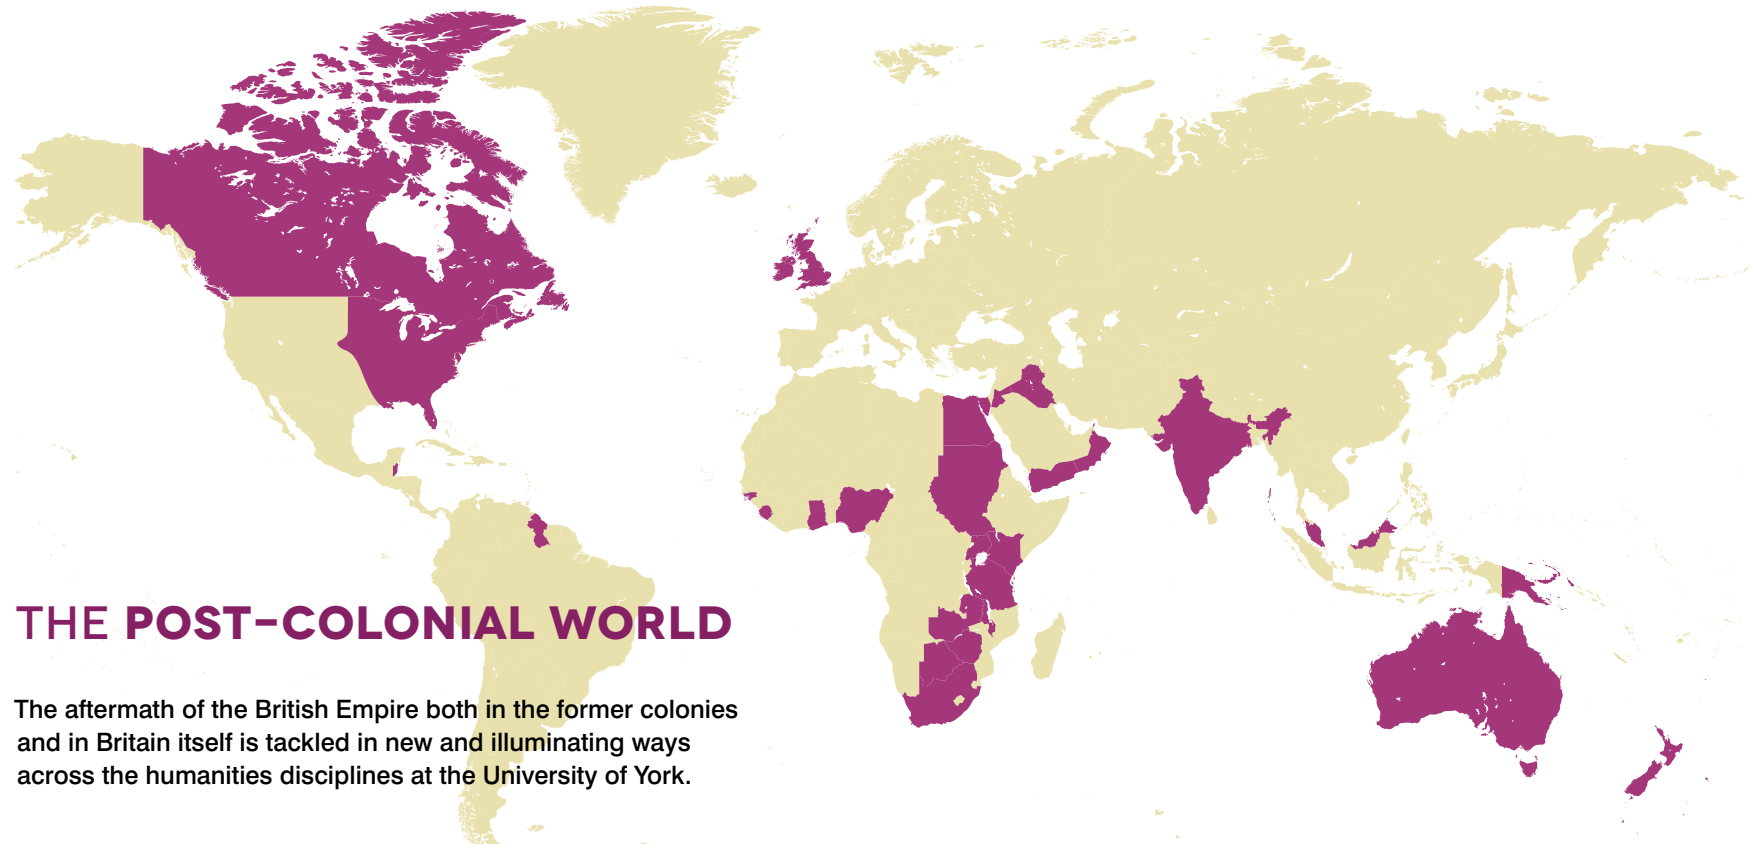 THE POST-COLONIAL WORLD
The aftermath of the British Empire both in the former colonies
and in Britain itself is tackled in new and illuminating ways
across the humanities disciplines at the University of York.